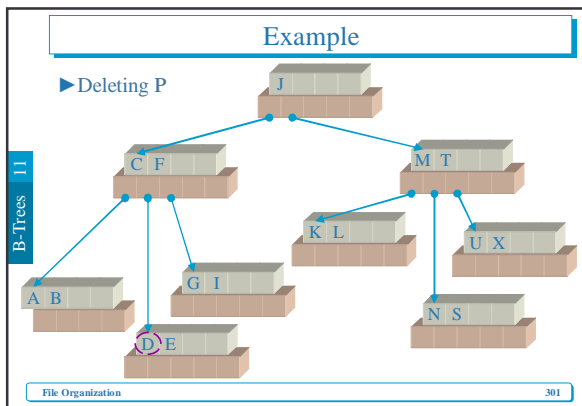 Example
►Deleting P
J
C F
M T
B-Trees 11
K L
U X
G I
A B
N S
D E
File Organization 301